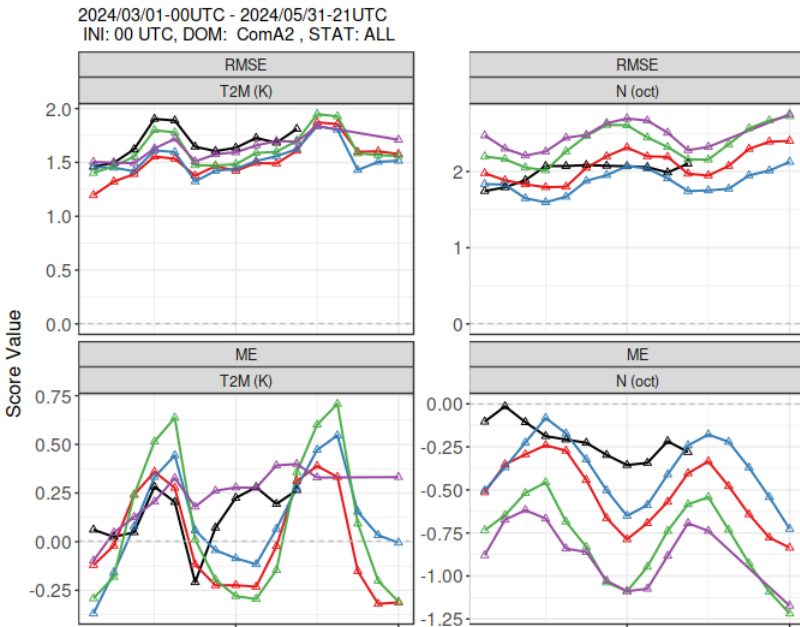 2024/03/01-00UTC - 2024/05/31-21UTC
INI: 00 UTC, DOM: ComA2 , STAT: ALL
RMSE
T2M (K)
2.0
1.5
1.0
0.5
0.0
RMSE
N (oct)
2
1
0
Score Value
ME
T2M (K)
0.75
0.50
0.25
0.00
-0.25
ME
N (oct)
0.00
-0.25
-0.50
-0.75
-1.00
-1.25